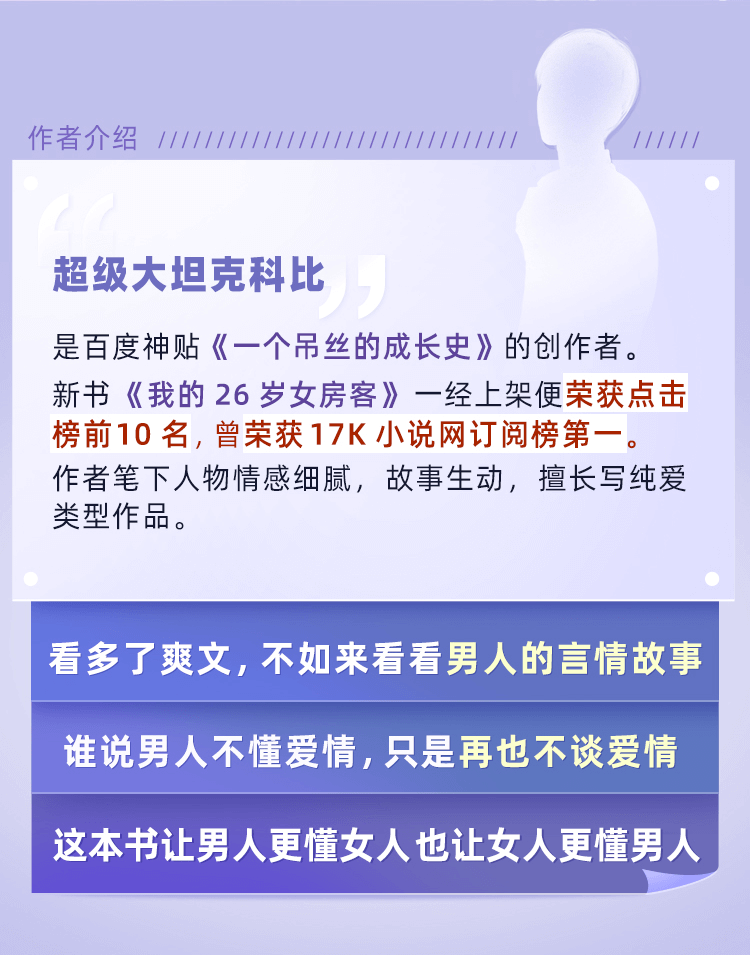 作者介绍
超级大坦克科比
是百度神贴《一个吊丝的成长史》的创作者。
新书《我的26岁女房客》一经上架便荣获点击
榜前10名，曾荣获17K小说网订阅榜第一。
作者笔下人物情感细腻，故事生动，擅长写纯爱
类型作品。
看多了爽文，不如来看看男人的言情故事
谁说男人不懂爱情，只是再也不谈爱情
这本书让男人更懂女人也让女人更懂男人